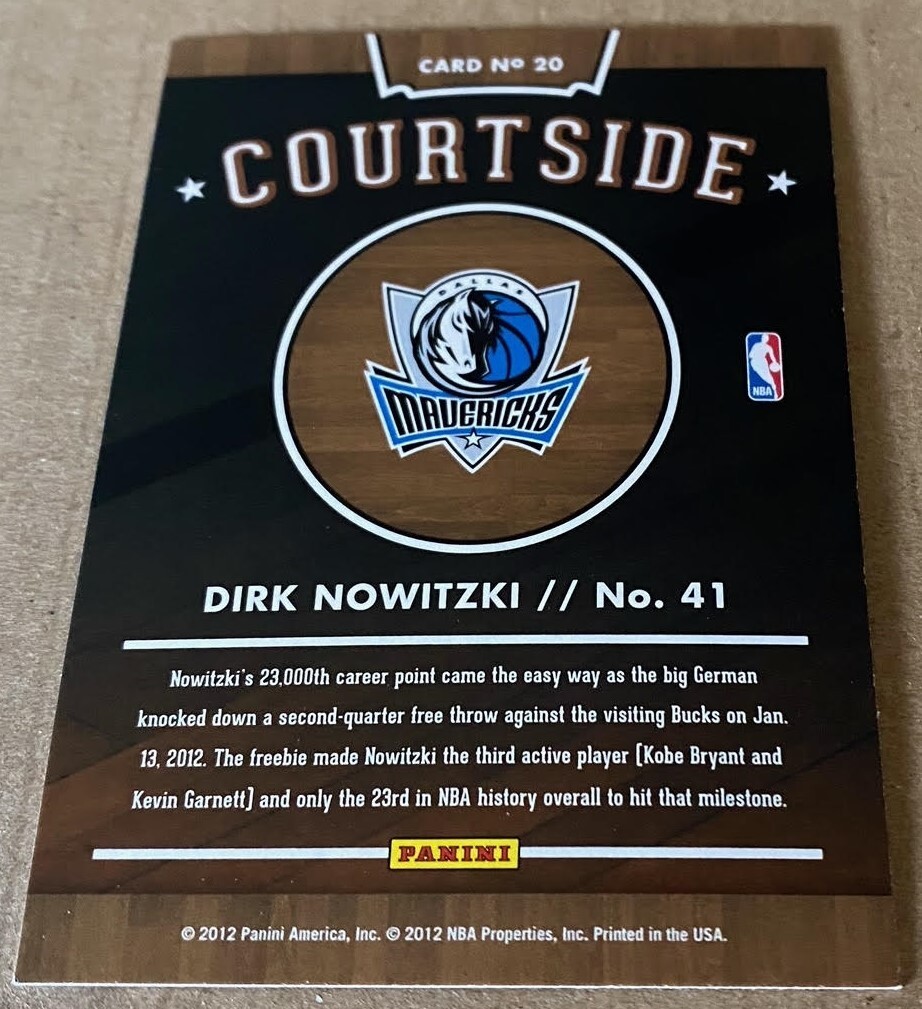 CARD Nº 20
COURTSIDE
DALLAS
MAVERICKS
NBA
DIRK NOWITZKI // No. 41
Nowitzki's 23,000th career point came the easy way as the big German
knocked down a second-quarter free throw against the visiting Bucks on Jan.
13, 2012. The freebie made Nowitzki the third active player [Kobe Bryant and
Kevin Garnett] and only the 23rd in NBA history overall to hit that milestone.
PANINI
© 2012 Panini America, Inc. © 2012 NBA Properties, Inc. Printed in the USA.